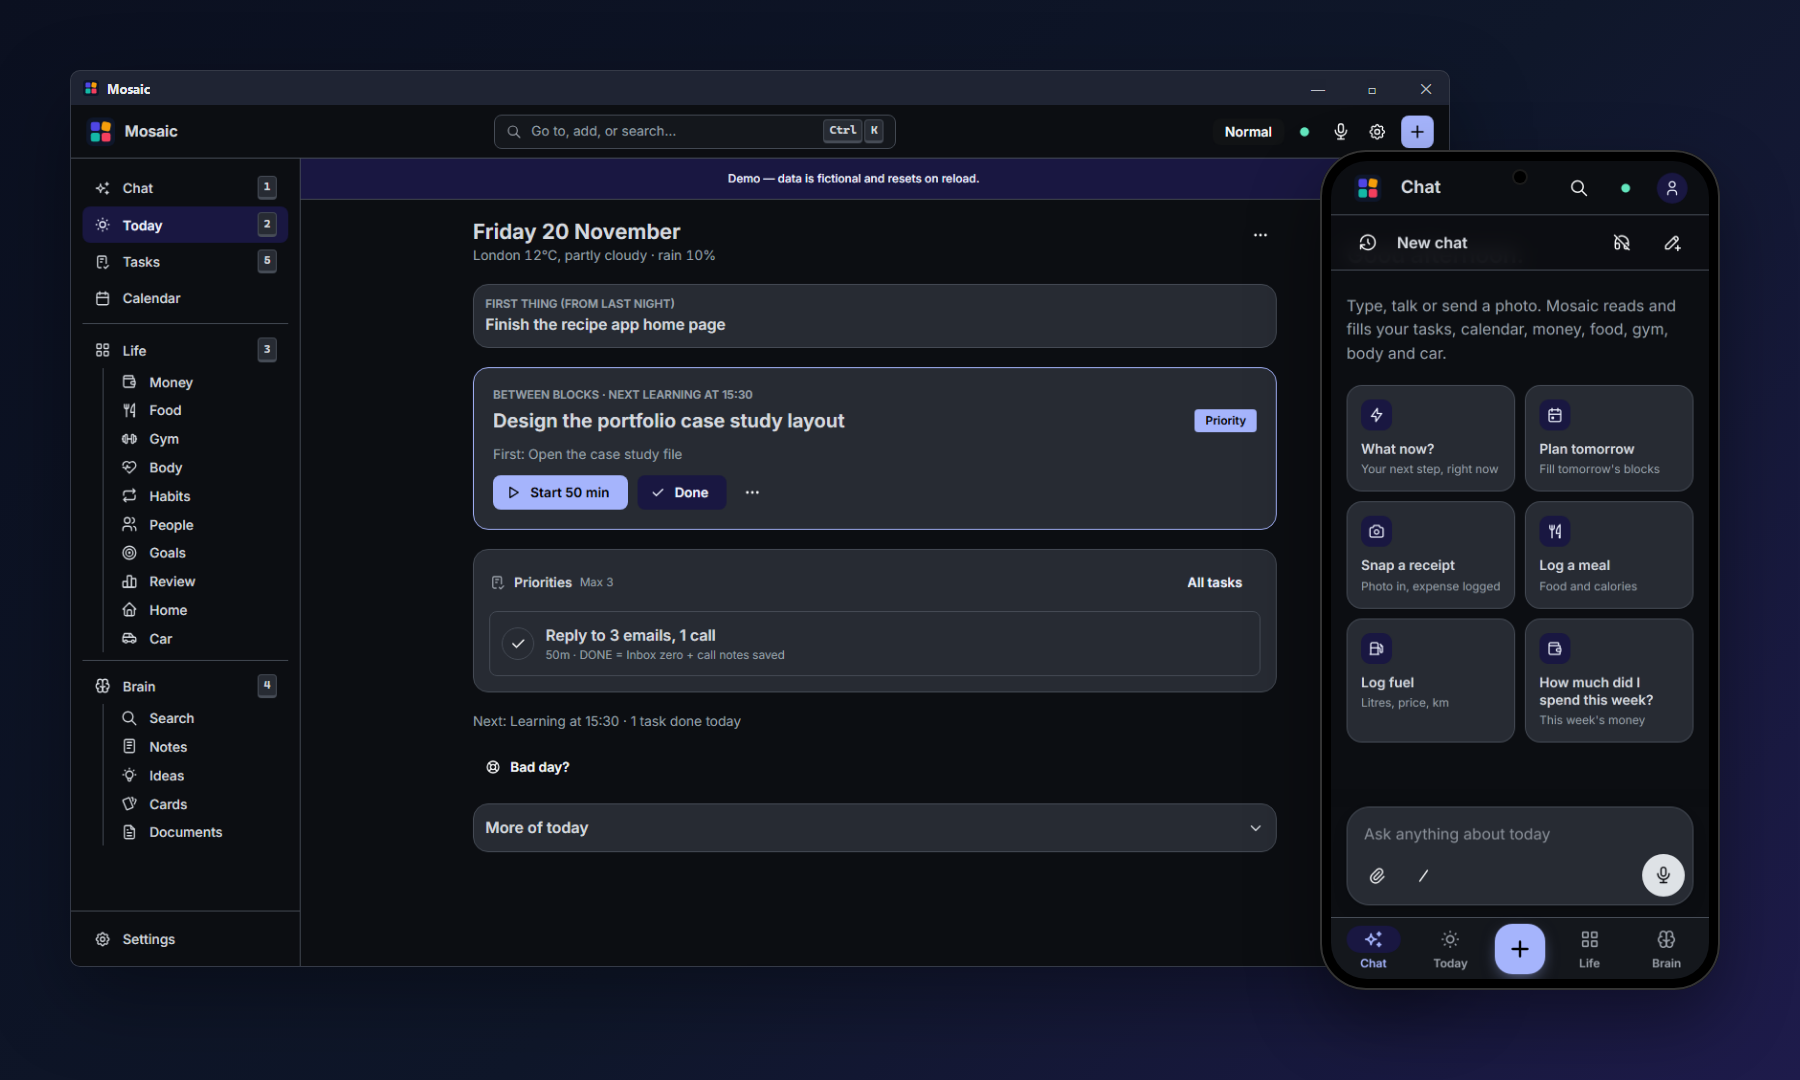 Mosaic
Mosaic
Go to, add, or search...
Ctrl K
Normal
Chat 1
Today 2
Tasks 5
Calendar
Life 3
Money
Food
Gym
Body
Habits
People
Goals
Review
Home
Car
Brain 4
Search
Notes
Ideas
Cards
Documents
Settings
Demo — data is fictional and resets on reload.
Friday 20 November
London 12°C, partly cloudy · rain 10%
FIRST THING (FROM LAST NIGHT)
Finish the recipe app home page
BETWEEN BLOCKS · NEXT LEARNING AT 15:30
Design the portfolio case study layout
Priority
First: Open the case study file
Start 50 min
Done
Priorities Max 3
All tasks
Reply to 3 emails, 1 call
50m · DONE = Inbox zero + call notes saved
Next: Learning at 15:30 · 1 task done today
Bad day?
More of today
Chat
New chat
Type, talk or send a photo. Mosaic reads and
fills your tasks, calendar, money, food, gym,
body and car.
What now?
Your next step, right now
Plan tomorrow
Fill tomorrow's blocks
Snap a receipt
Photo in, expense logged
Log a meal
Food and calories
Log fuel
Litres, price, km
How much did I
spend this week?
This week's money
Ask anything about today
Chat
Today
Life
Brain